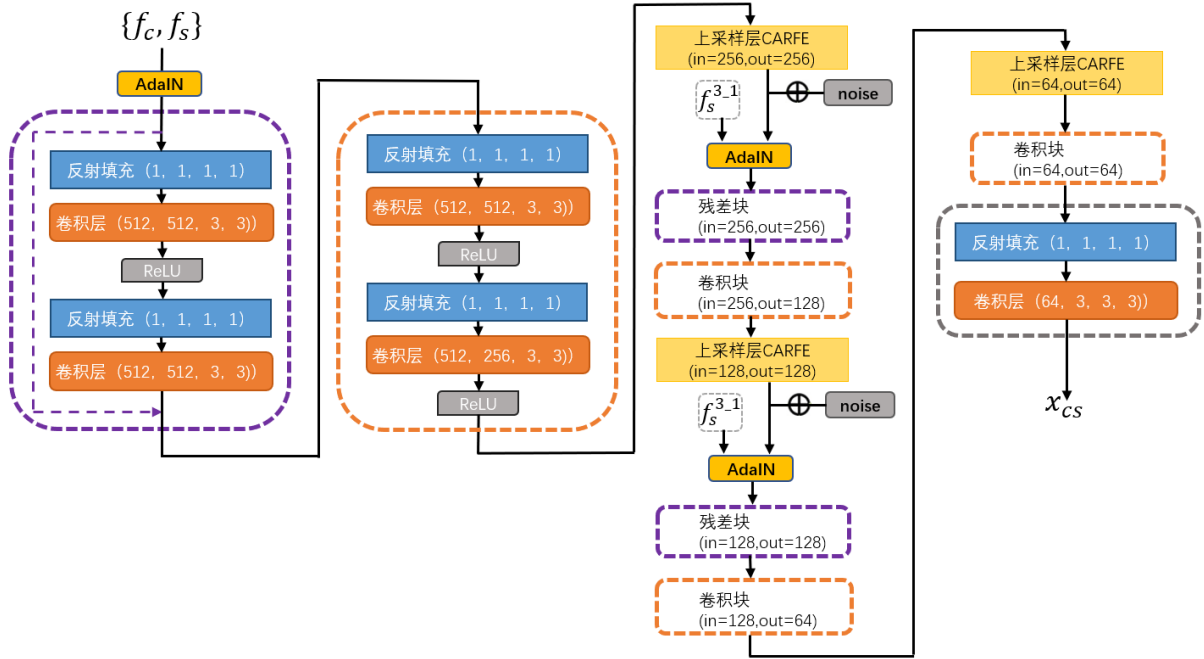 {f_c, f_s}
AdaIN
反射填充（1，1，1，1）
卷积层（512，512，3，3))
ReLU
反射填充（1，1，1，1）
卷积层（512，512，3，3))
反射填充（1，1，1，1）
卷积层（512，512，3，3))
ReLU
反射填充（1，1，1，1）
卷积层（512，256，3，3))
ReLU
上采样层CARFE
(in=256,out=256)
f_s^{3_1}
noise
AdaIN
残差块
(in=256,out=256)
卷积块
(in=256,out=128)
上采样层CARFE
(in=128,out=128)
f_s^{3_1}
noise
AdaIN
残差块
(in=128,out=128)
卷积块
(in=128,out=64)
上采样层CARFE
(in=64,out=64)
卷积块
(in=64,out=64)
反射填充（1，1，1，1）
卷积层（64，3，3，3))
x_{cs}